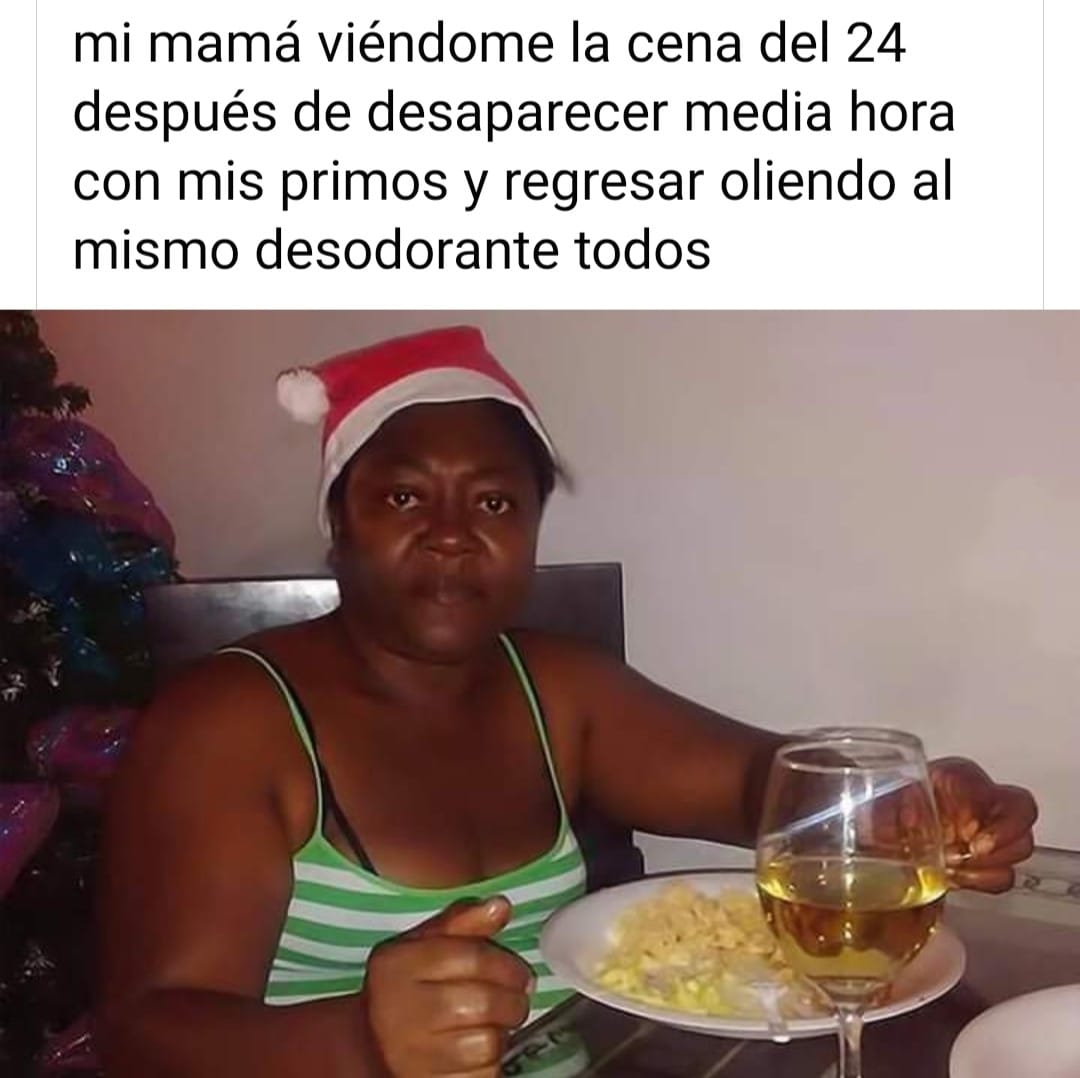 mi mamá viéndome la cena del 24
después de desaparecer media hora
con mis primos y regresar oliendo al
mismo desodorante todos